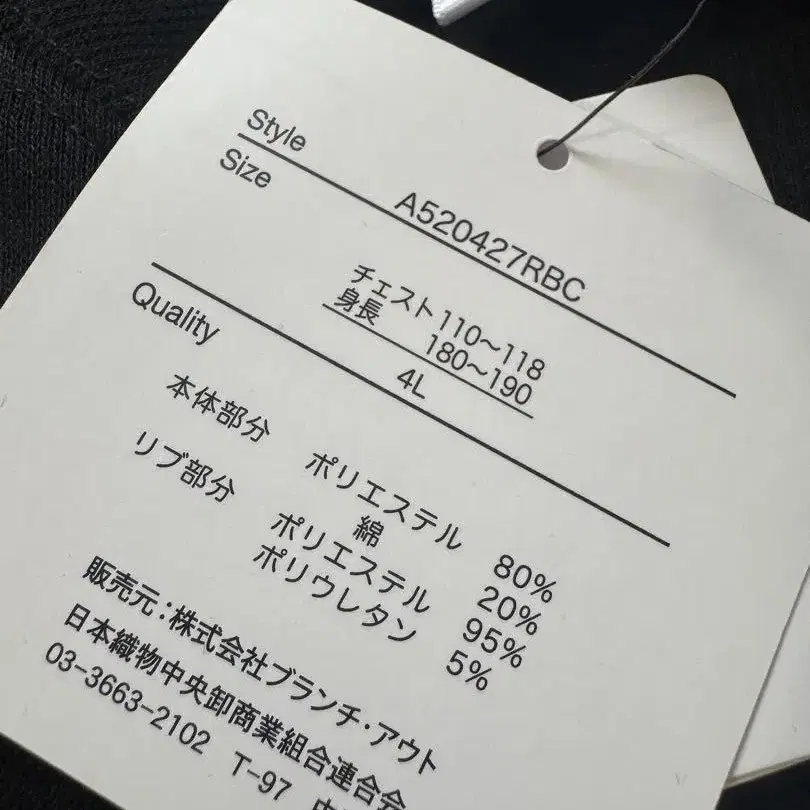 Style A520427RBC
Size チェスト110～118
身長 180～190
4L
Quality
本体部分 ポリエステル 80%
綿 20%
リブ部分 ポリエステル 95%
ポリウレタン 5%
販売元：株式会社ブランチ・アウト
日本織物中央卸商業組合連合会
03-3663-2102 T-97